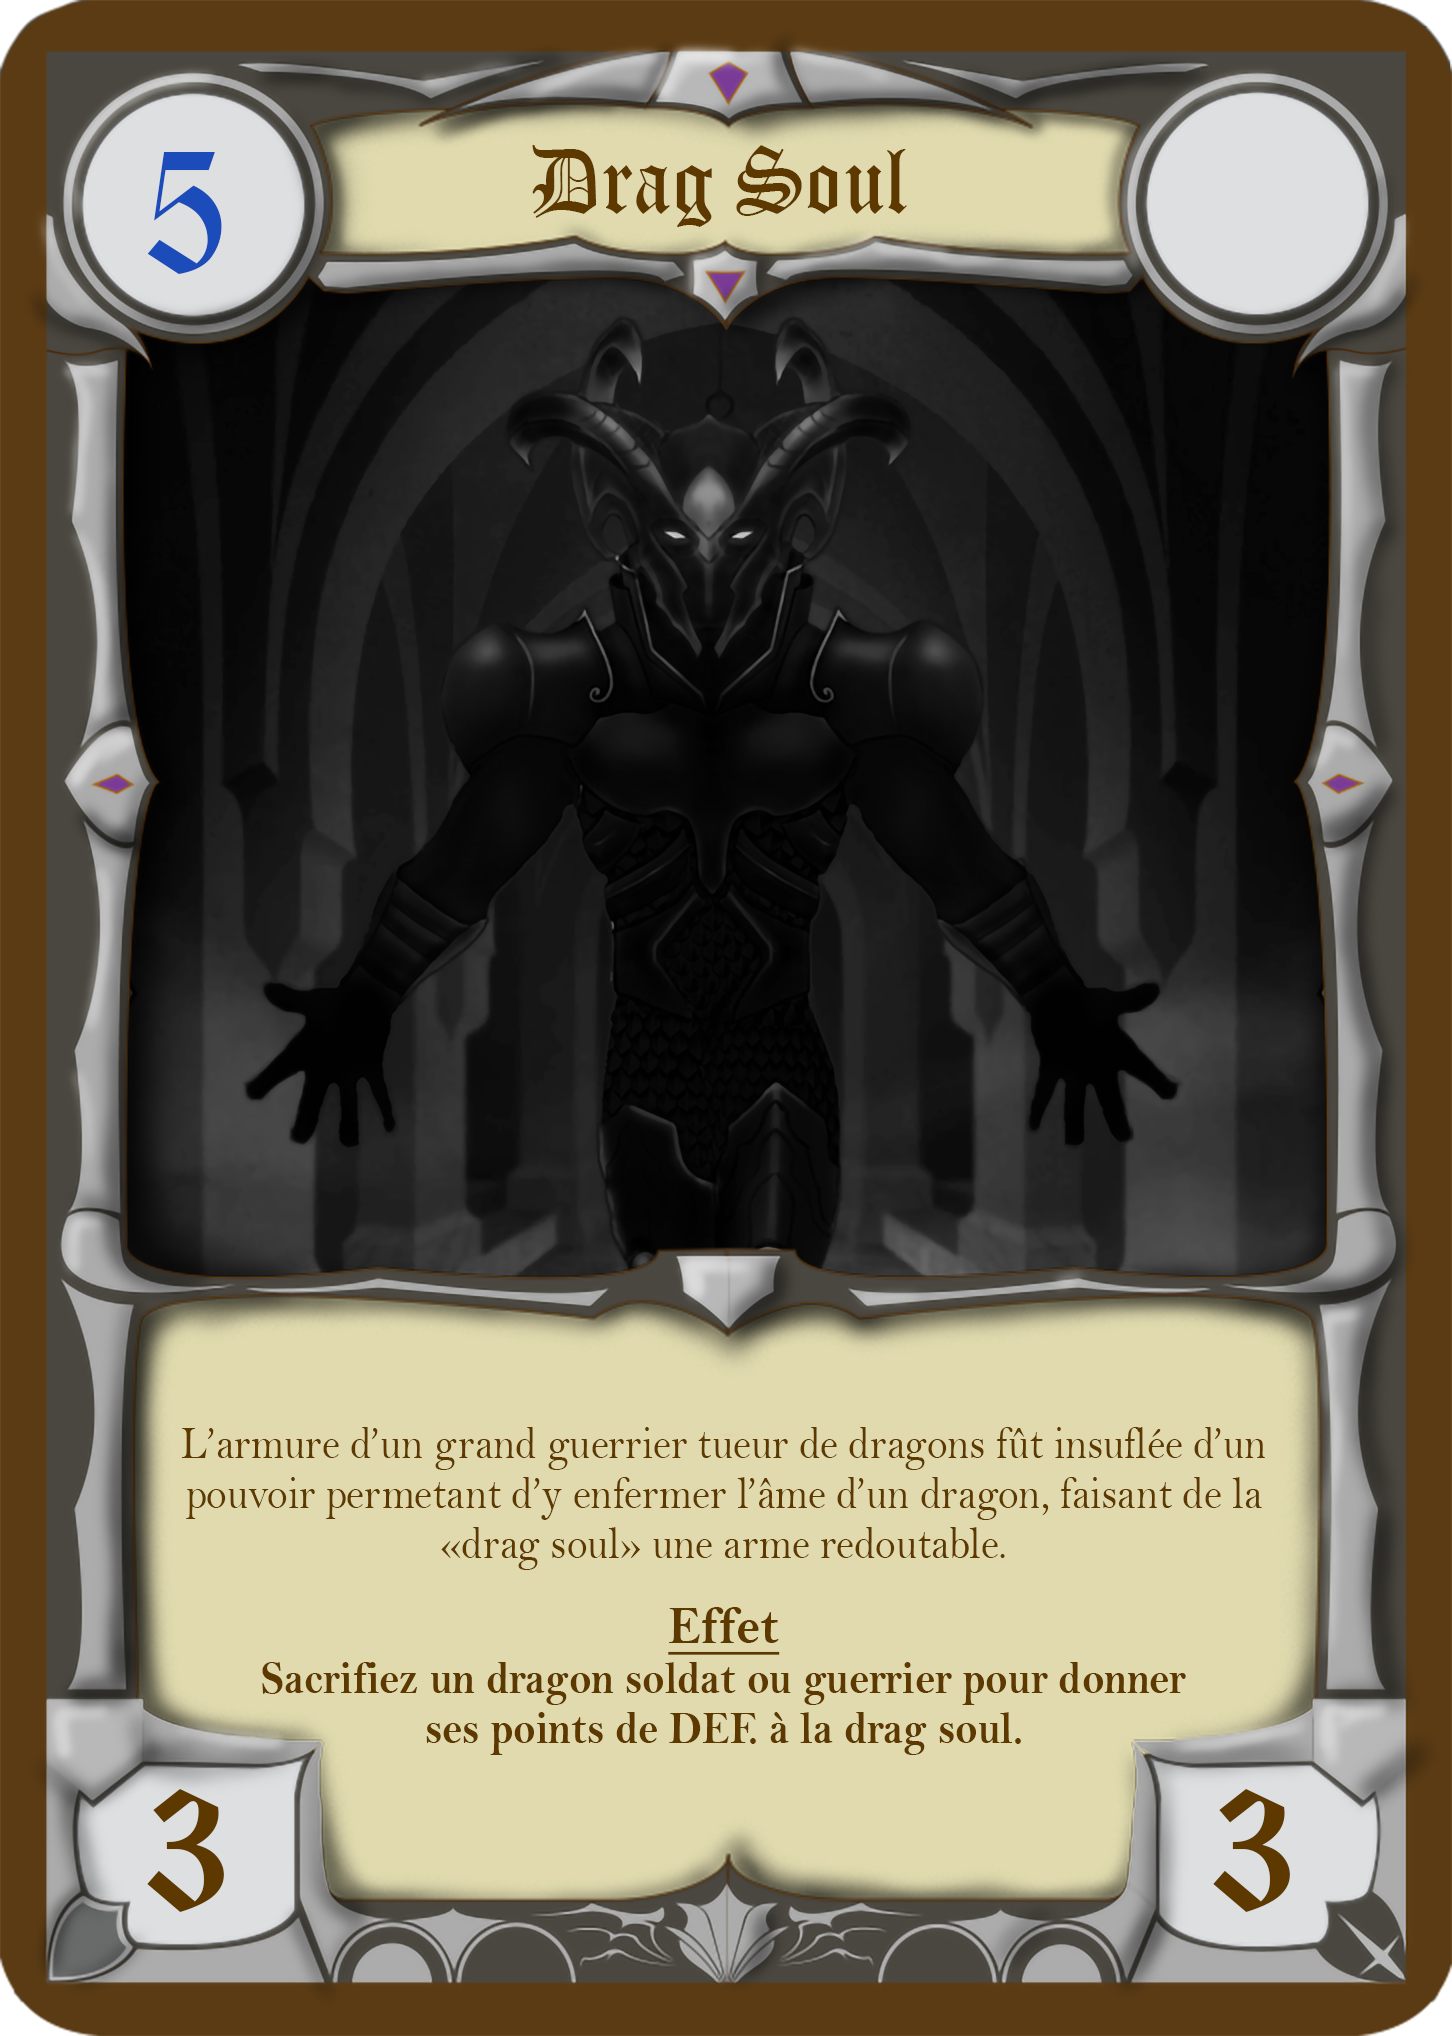 5
Drag Soul
L’armure d’un grand guerrier tueur de dragons fût insuflée d’un
pouvoir permetant d’y enfermer l’âme d’un dragon, faisant de la
«drag soul» une arme redoutable.
Effet
Sacrifiez un dragon soldat ou guerrier pour donner
ses points de DEF. à la drag soul.
3
3